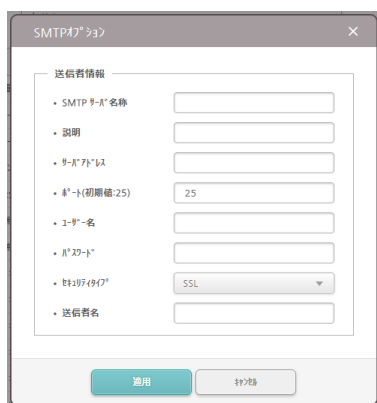 SMTPｵﾌﾟｼｮﾝ
送信者情報
• SMTP ｻｰﾊﾞ名称
• 説明
• ｻｰﾊﾞｱﾄﾞﾚｽ
• ﾎﾟｰﾄ(初期値:25)
25
• ﾕｰｻﾞｰ名
• ﾊﾟｽﾜｰﾄﾞ
• ｾｷｭﾘﾃｨﾀｲﾌﾟ
SSL
• 送信者名
適用
ｷｬﾝｾﾙ